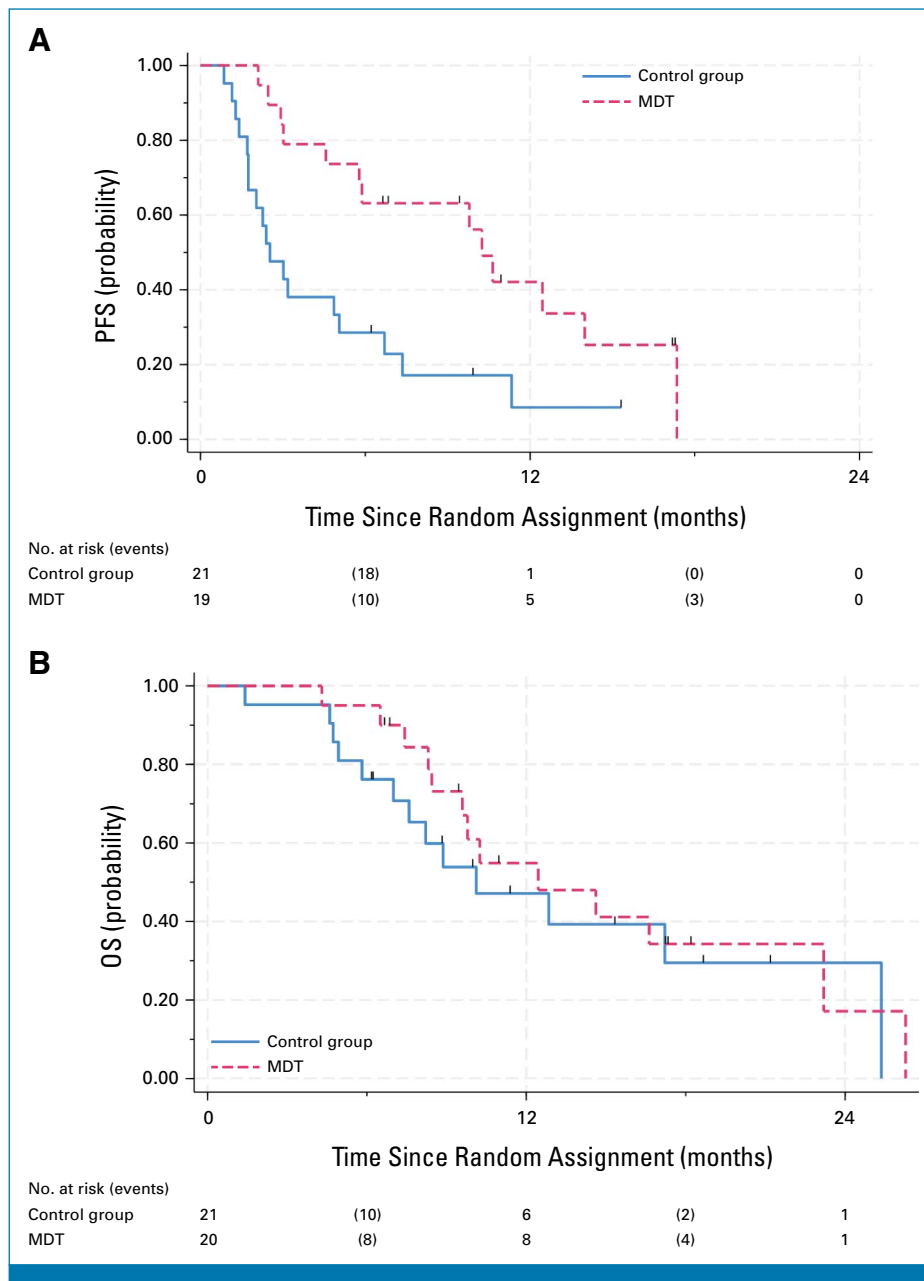 A
1.00
0.80
0.60
0.40
0.20
0.00
PFS (probability)
Control group
MDT
0 12 24
Time Since Random Assignment (months)
No. at risk (events)
Control group 21 (18) 1 (0) 0
MDT 19 (10) 5 (3) 0
B
1.00
0.80
0.60
0.40
0.20
0.00
OS (probability)
Control group
MDT
0 12 24
Time Since Random Assignment (months)
No. at risk (events)
Control group 21 (10) 6 (2) 1
MDT 20 (8) 8 (4) 1